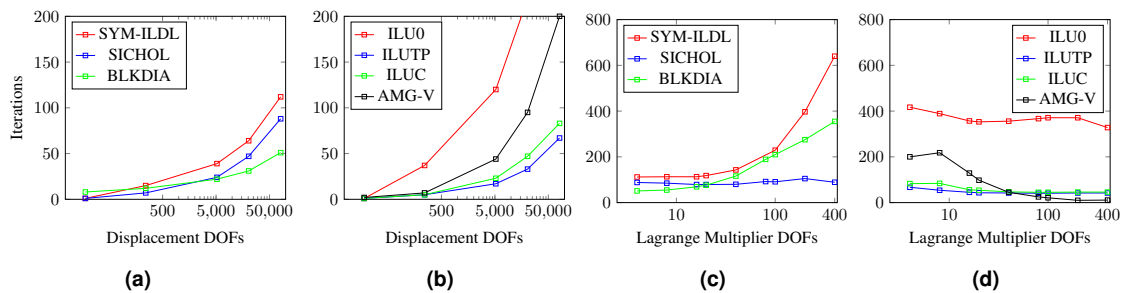 Iterations
200
150
100
50
0
500
5,000
50,000
Displacement DOFs
SYM-ILDL
SICHOL
BLKDIA
(a)
200
150
100
50
0
500
5,000
50,000
Displacement DOFs
ILU0
ILUTP
ILUC
AMG-V
(b)
800
600
400
200
0
10
100
400
Lagrange Multiplier DOFs
SYM-ILDL
SICHOL
BLKDIA
(c)
800
600
400
200
0
10
100
400
Lagrange Multiplier DOFs
ILU0
ILUTP
ILUC
AMG-V
(d)